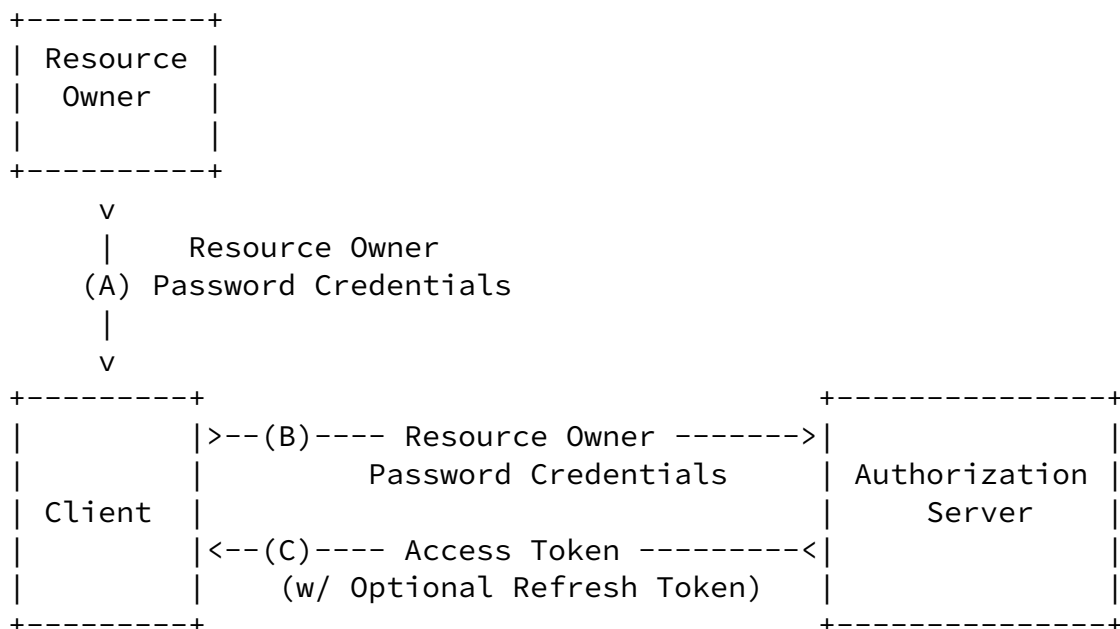 +----------+
| Resource |
|  Owner   |
|          |
+----------+
     v
     |    Resource Owner
    (A) Password Credentials
     |
     v
+---------+                                  +---------------+
|         |>--(B)---- Resource Owner ------->|               |
|         |         Password Credentials     | Authorization |
| Client  |                                  |     Server    |
|         |<--(C)---- Access Token ---------<|               |
|         |    (w/ Optional Refresh Token)   |               |
+---------+                                  +---------------+